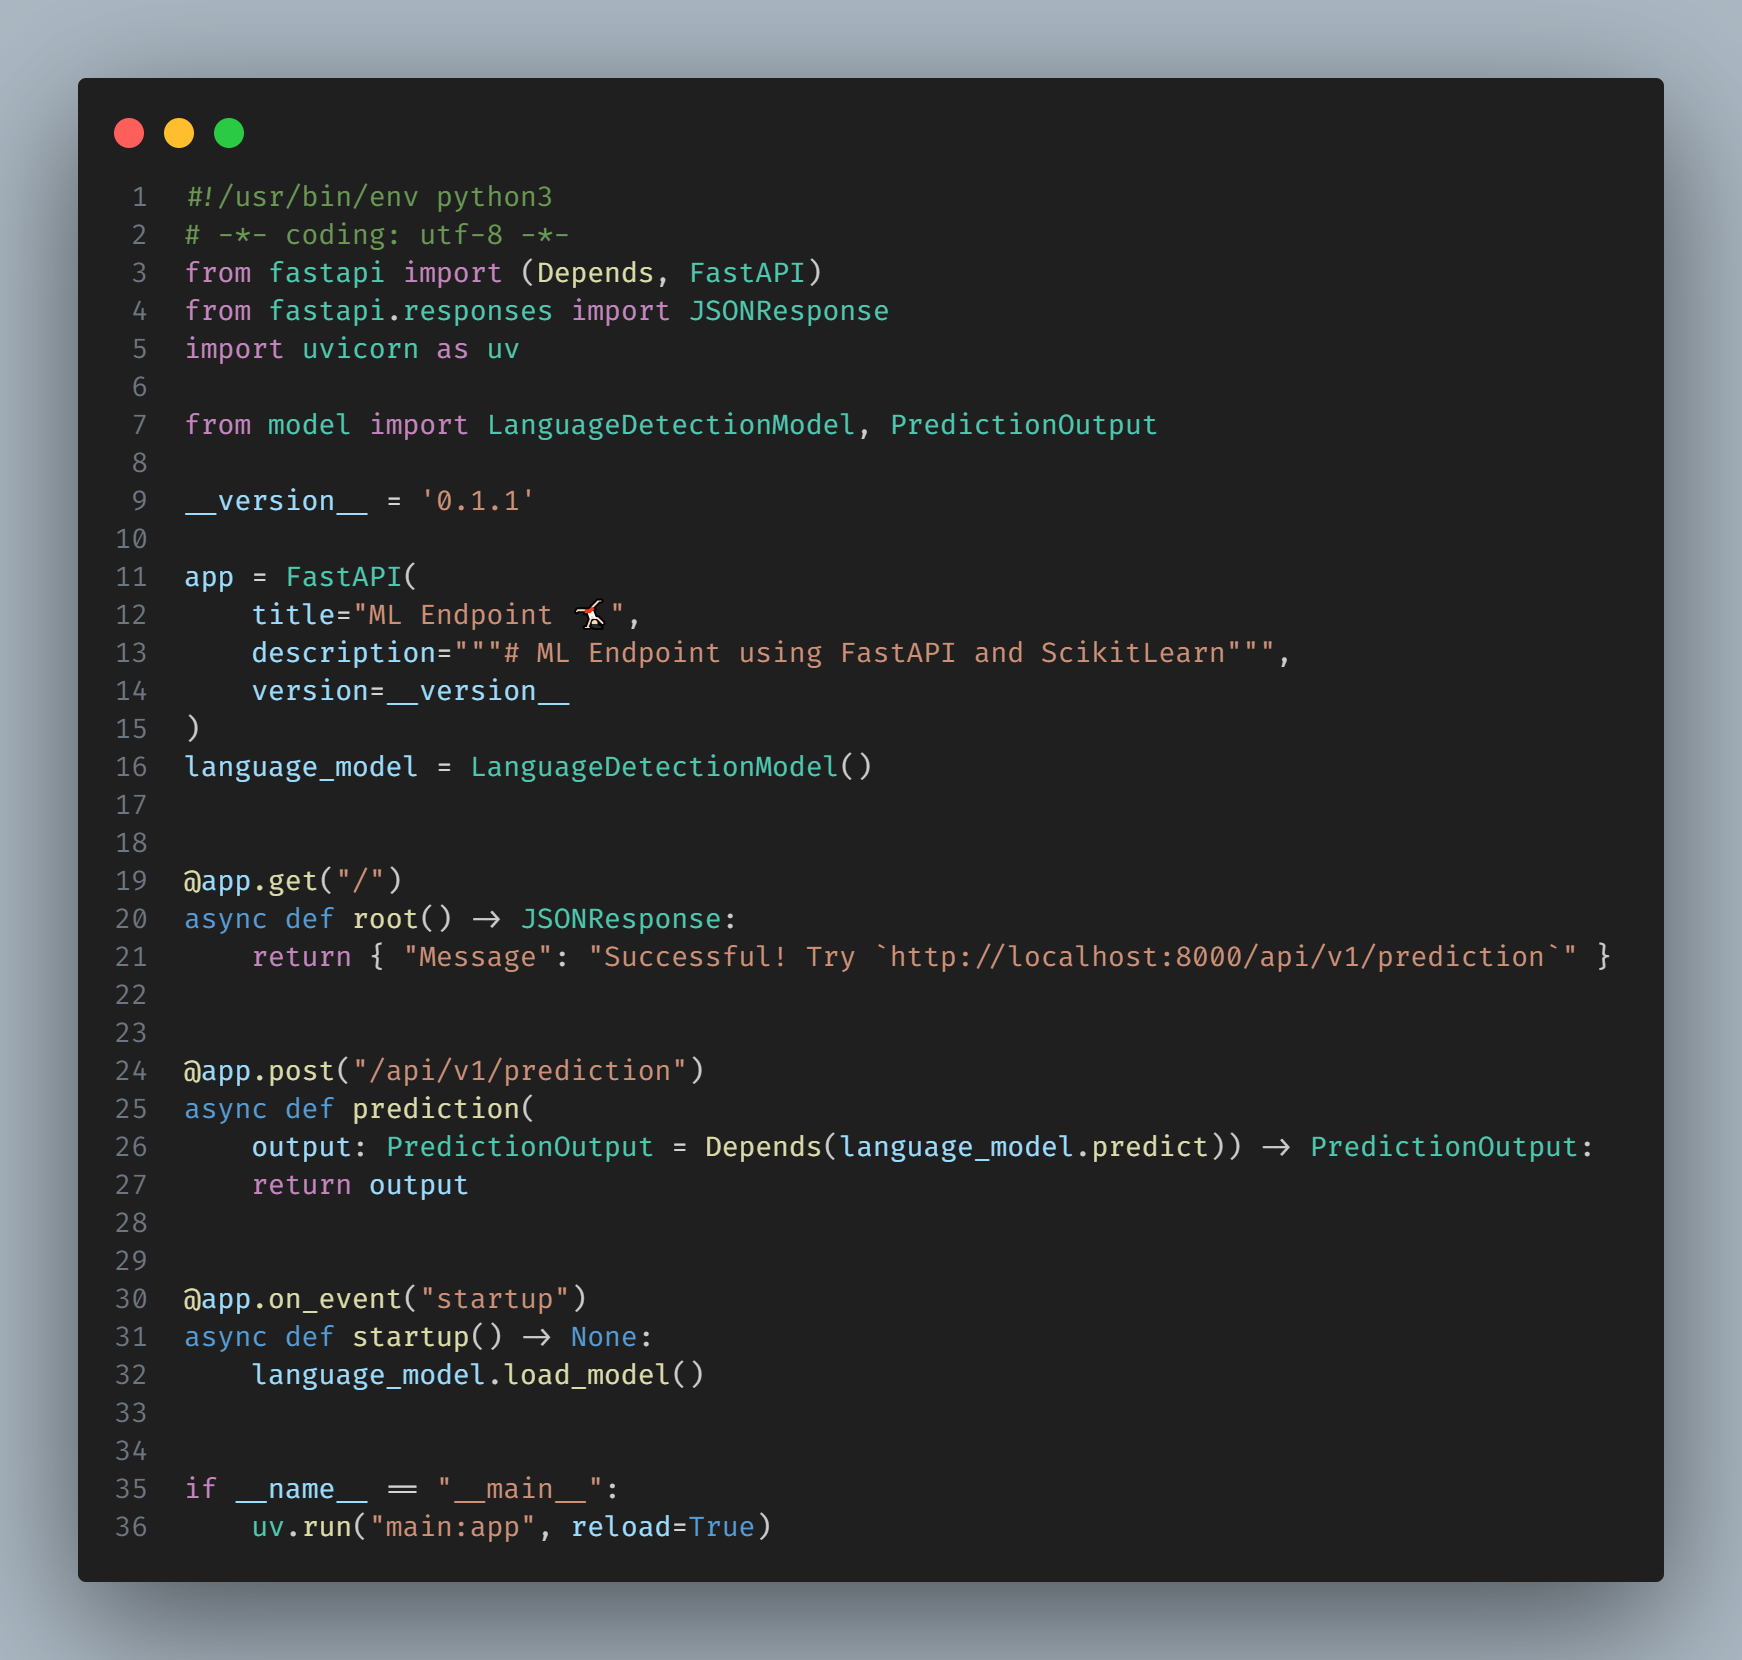 1 #!/usr/bin/env python3
2 # -*- coding: utf-8 -*-
3 from fastapi import (Depends, FastAPI)
4 from fastapi.responses import JSONResponse
5 import uvicorn as uv
6
7 from model import LanguageDetectionModel, PredictionOutput
8
9 __version__ = '0.1.1'
10
11 app = FastAPI(
12     title="ML Endpoint 🤸",
13     description="""# ML Endpoint using FastAPI and ScikitLearn""",
14     version=__version__
15 )
16 language_model = LanguageDetectionModel()
17
18
19 @app.get("/")
20 async def root() -> JSONResponse:
21     return { "Message": "Successful! Try `http://localhost:8000/api/v1/prediction`" }
22
23
24 @app.post("/api/v1/prediction")
25 async def prediction(
26     output: PredictionOutput = Depends(language_model.predict)) -> PredictionOutput:
27     return output
28
29
30 @app.on_event("startup")
31 async def startup() -> None:
32     language_model.load_model()
33
34
35 if __name__ == "__main__":
36     uv.run("main:app", reload=True)